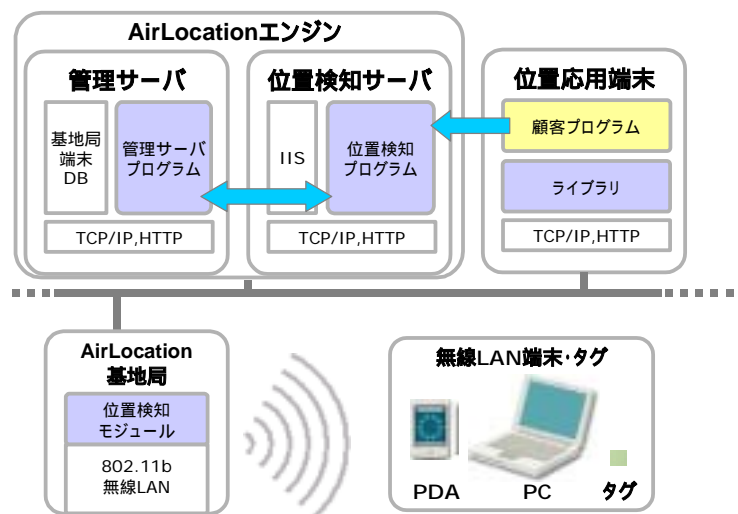 AirLocationエンジン
管理サーバ
基地局
端末
DB
管理サーバ
プログラム
TCP/IP,HTTP
位置検知サーバ
IIS
位置検知
プログラム
TCP/IP,HTTP
位置応用端末
顧客プログラム
ライブラリ
TCP/IP,HTTP
AirLocation
基地局
位置検知
モジュール
802.11b
無線LAN
無線LAN端末・タグ
PDA
PC
タグ